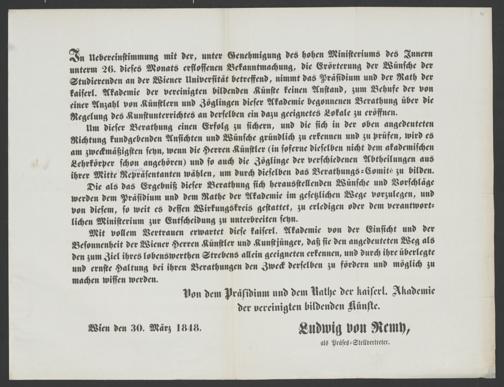 In Uebereinstimmung mit der, unter Genehmigung des hohen Ministeriums des Innern
unterm 26. dieses Monats erflossenen Bekanntmachung, die Erörterung der Wünsche der
Studierenden an der Wiener Universität betreffend, nimmt das Präsidium und der Rath der
kaiserl. Akademie der vereinigten bildenden Künste keinen Anstand, zum Behufe der von
einer Anzahl von Künstlern und Zöglingen dieser Akademie begonnenen Berathung über die
Regelung des Kunstunterrichtes an derselben ein dazu geeignetes Lokale zu eröffnen.
Um dieser Berathung einen Erfolg zu sichern, und die sich in der oben angedeuteten
Richtung kundgebenden Ansichten und Wünsche gründlich zu erkennen und zu prüfen, wird es
am zweckmäßigsten seyn, wenn die Herren Künstler (in soferne dieselben nicht dem akademischen
Lehrkörper schon angehören) und so auch die Zöglinge der verschiedenen Abtheilungen aus
ihrer Mitte Repräsentanten wählen, um durch dieselben das Berathungs-Comité zu bilden.
Die als das Ergebniß dieser Berathung sich herausstellenden Wünsche und Vorschläge
werden dem Präsidium und dem Rathe der Akademie im gesetzlichen Wege vorzulegen, und
von diesem, so weit es dessen Wirkungskreis gestattet, zu erledigen oder dem verantwort-
lichen Ministerium zur Entscheidung zu unterbreiten seyn.
Mit vollem Vertrauen erwartet diese kaiserl. Akademie von der Einsicht und der
Besonnenheit der Wiener Herren Künstler und Kunstjünger, daß sie den angedeuteten Weg als
den zum Ziel ihres lobenswerthen Strebens allein geeigneten erkennen, und durch ihre überlegte
und ernste Haltung bei ihren Berathungen den Zweck derselben zu fördern und möglich zu
machen wissen werden.
Von dem Präsidium und dem Rathe der kaiserl. Akademie
der vereinigten bildenden Künste.
Wien den 30. März 1848.
Ludwig von Remy,
als Präses-Stellvertreter.